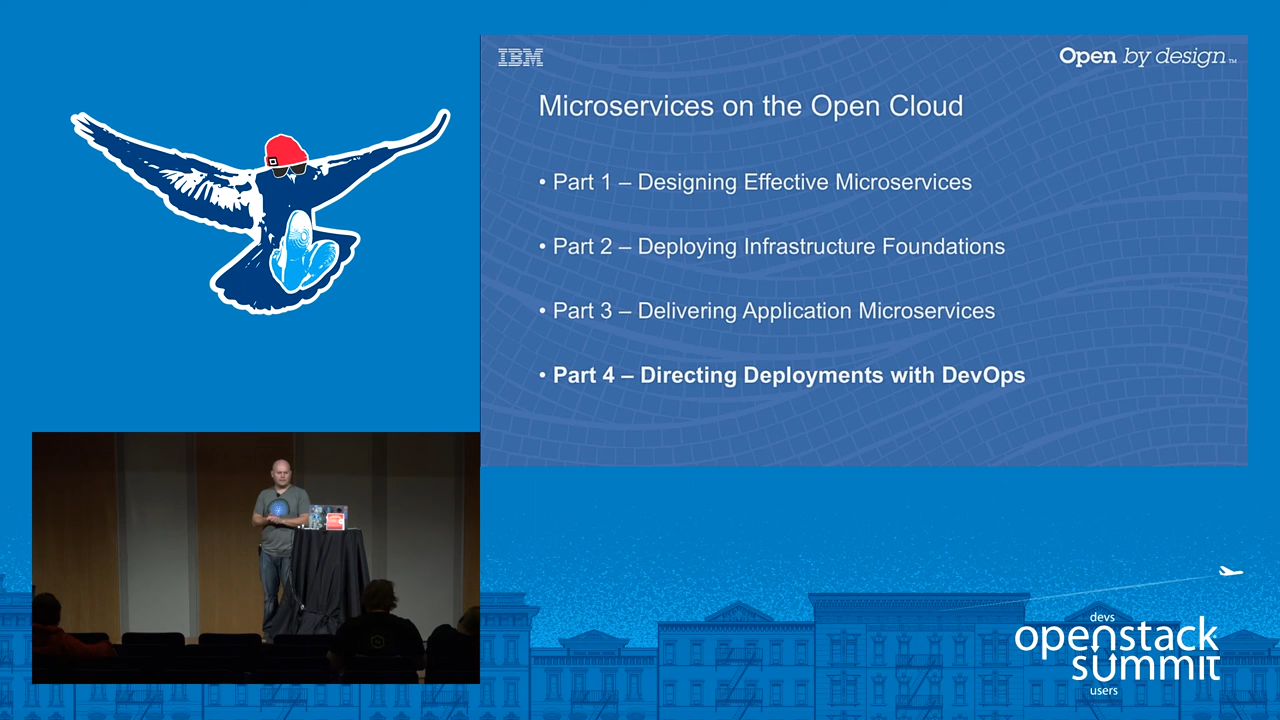 IBM
Open by design™
Microservices on the Open Cloud
• Part 1 – Designing Effective Microservices
• Part 2 – Deploying Infrastructure Foundations
• Part 3 – Delivering Application Microservices
• Part 4 – Directing Deployments with DevOps
devs
openstack
summit
users